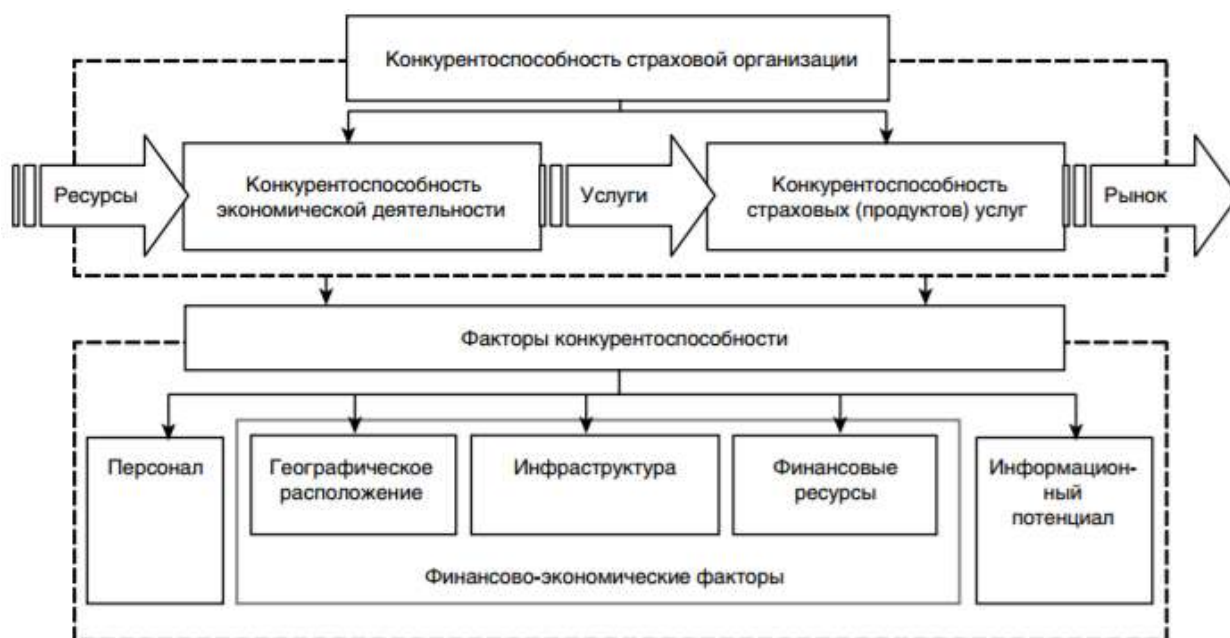 Конкурентоспособность страховой организации
Ресурсы
Конкурентоспособность
экономической деятельности
Услуги
Конкурентоспособность
страховых (продуктов) услуг
Рынок
Факторы конкурентоспособности
Персонал
Географическое
расположение
Инфраструктура
Финансовые
ресурсы
Информацион-
ный
потенциал
Финансово-экономические факторы